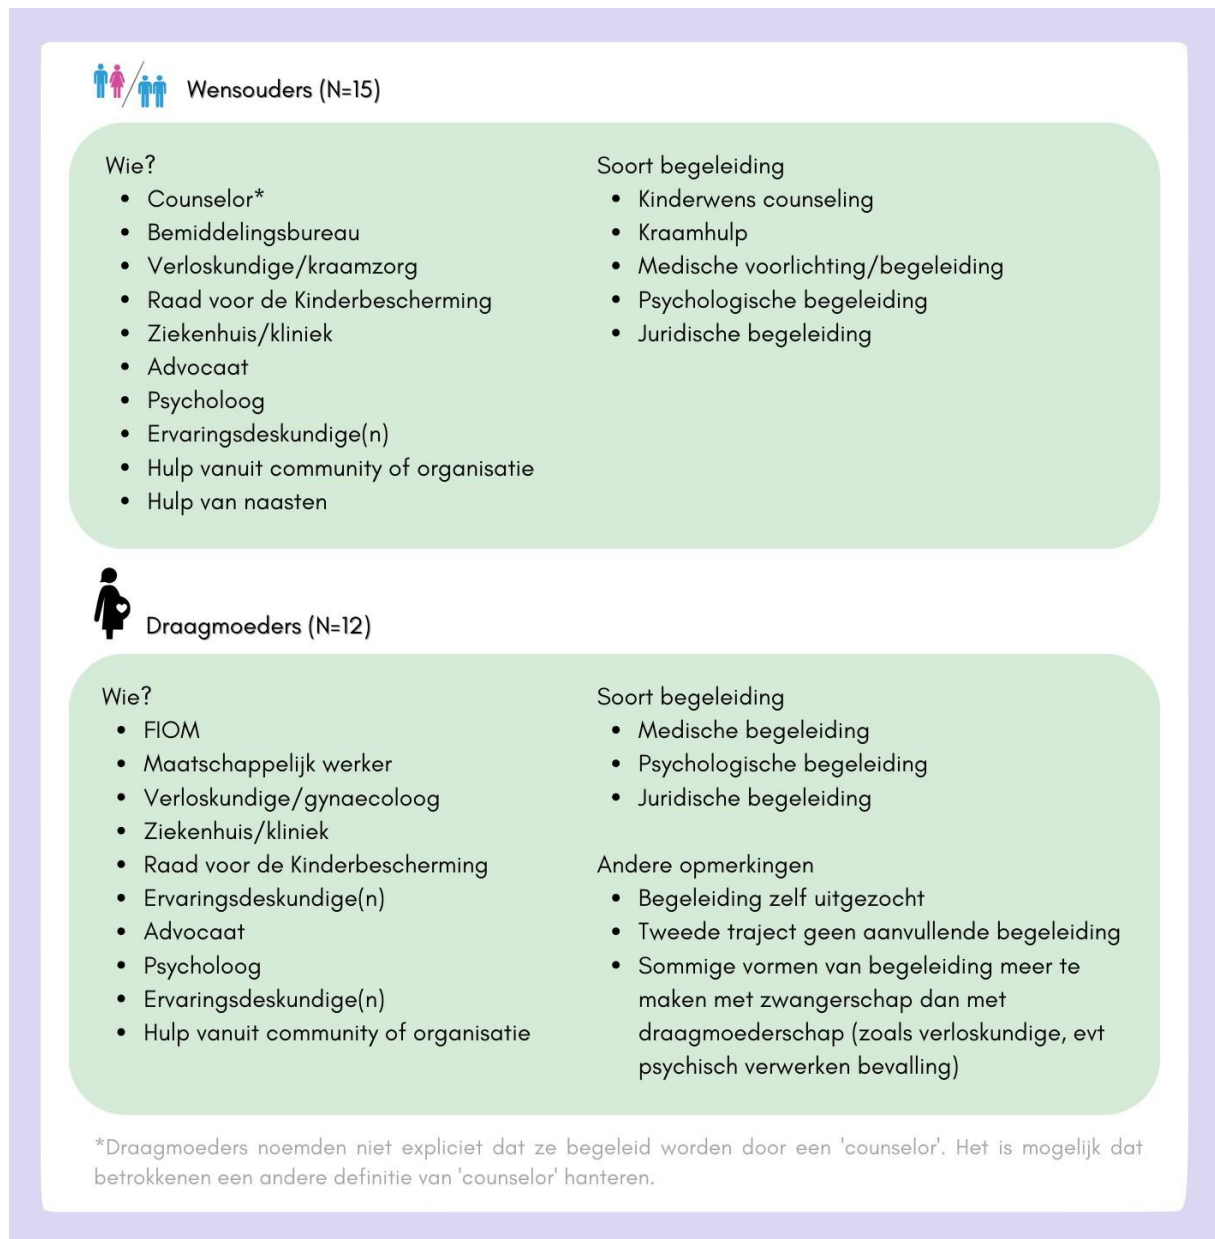 Wensouders (N=15)
Wie?
• Counselor*
• Bemiddelingsbureau
• Verloskundige/kraamzorg
• Raad voor de Kinderbescherming
• Ziekenhuis/kliniek
• Advocaat
• Psycholoog
• Ervaringsdeskundige(n)
• Hulp vanuit community of organisatie
• Hulp van naasten
Soort begeleiding
• Kinderwens counseling
• Kraamhulp
• Medische voorlichting/begeleiding
• Psychologische begeleiding
• Juridische begeleiding
Draagmoeders (N=12)
Wie?
• FIOM
• Maatschappelijk werker
• Verloskundige/gynaecoloog
• Ziekenhuis/kliniek
• Raad voor de Kinderbescherming
• Ervaringsdeskundige(n)
• Advocaat
• Psycholoog
• Ervaringsdeskundige(n)
• Hulp vanuit community of organisatie
Soort begeleiding
• Medische begeleiding
• Psychologische begeleiding
• Juridische begeleiding
Andere opmerkingen
• Begeleiding zelf uitgezocht
• Tweede traject geen aanvullende begeleiding
• Sommige vormen van begeleiding meer te
maken met zwangerschap dan met
draagmoederschap (zoals verloskundige, evt
psychisch verwerken bevalling)
*Draagmoeders noemden niet expliciet dat ze begeleid worden door een 'counselor'. Het is mogelijk dat
betrokkenen een andere definitie van 'counselor' hanteren.